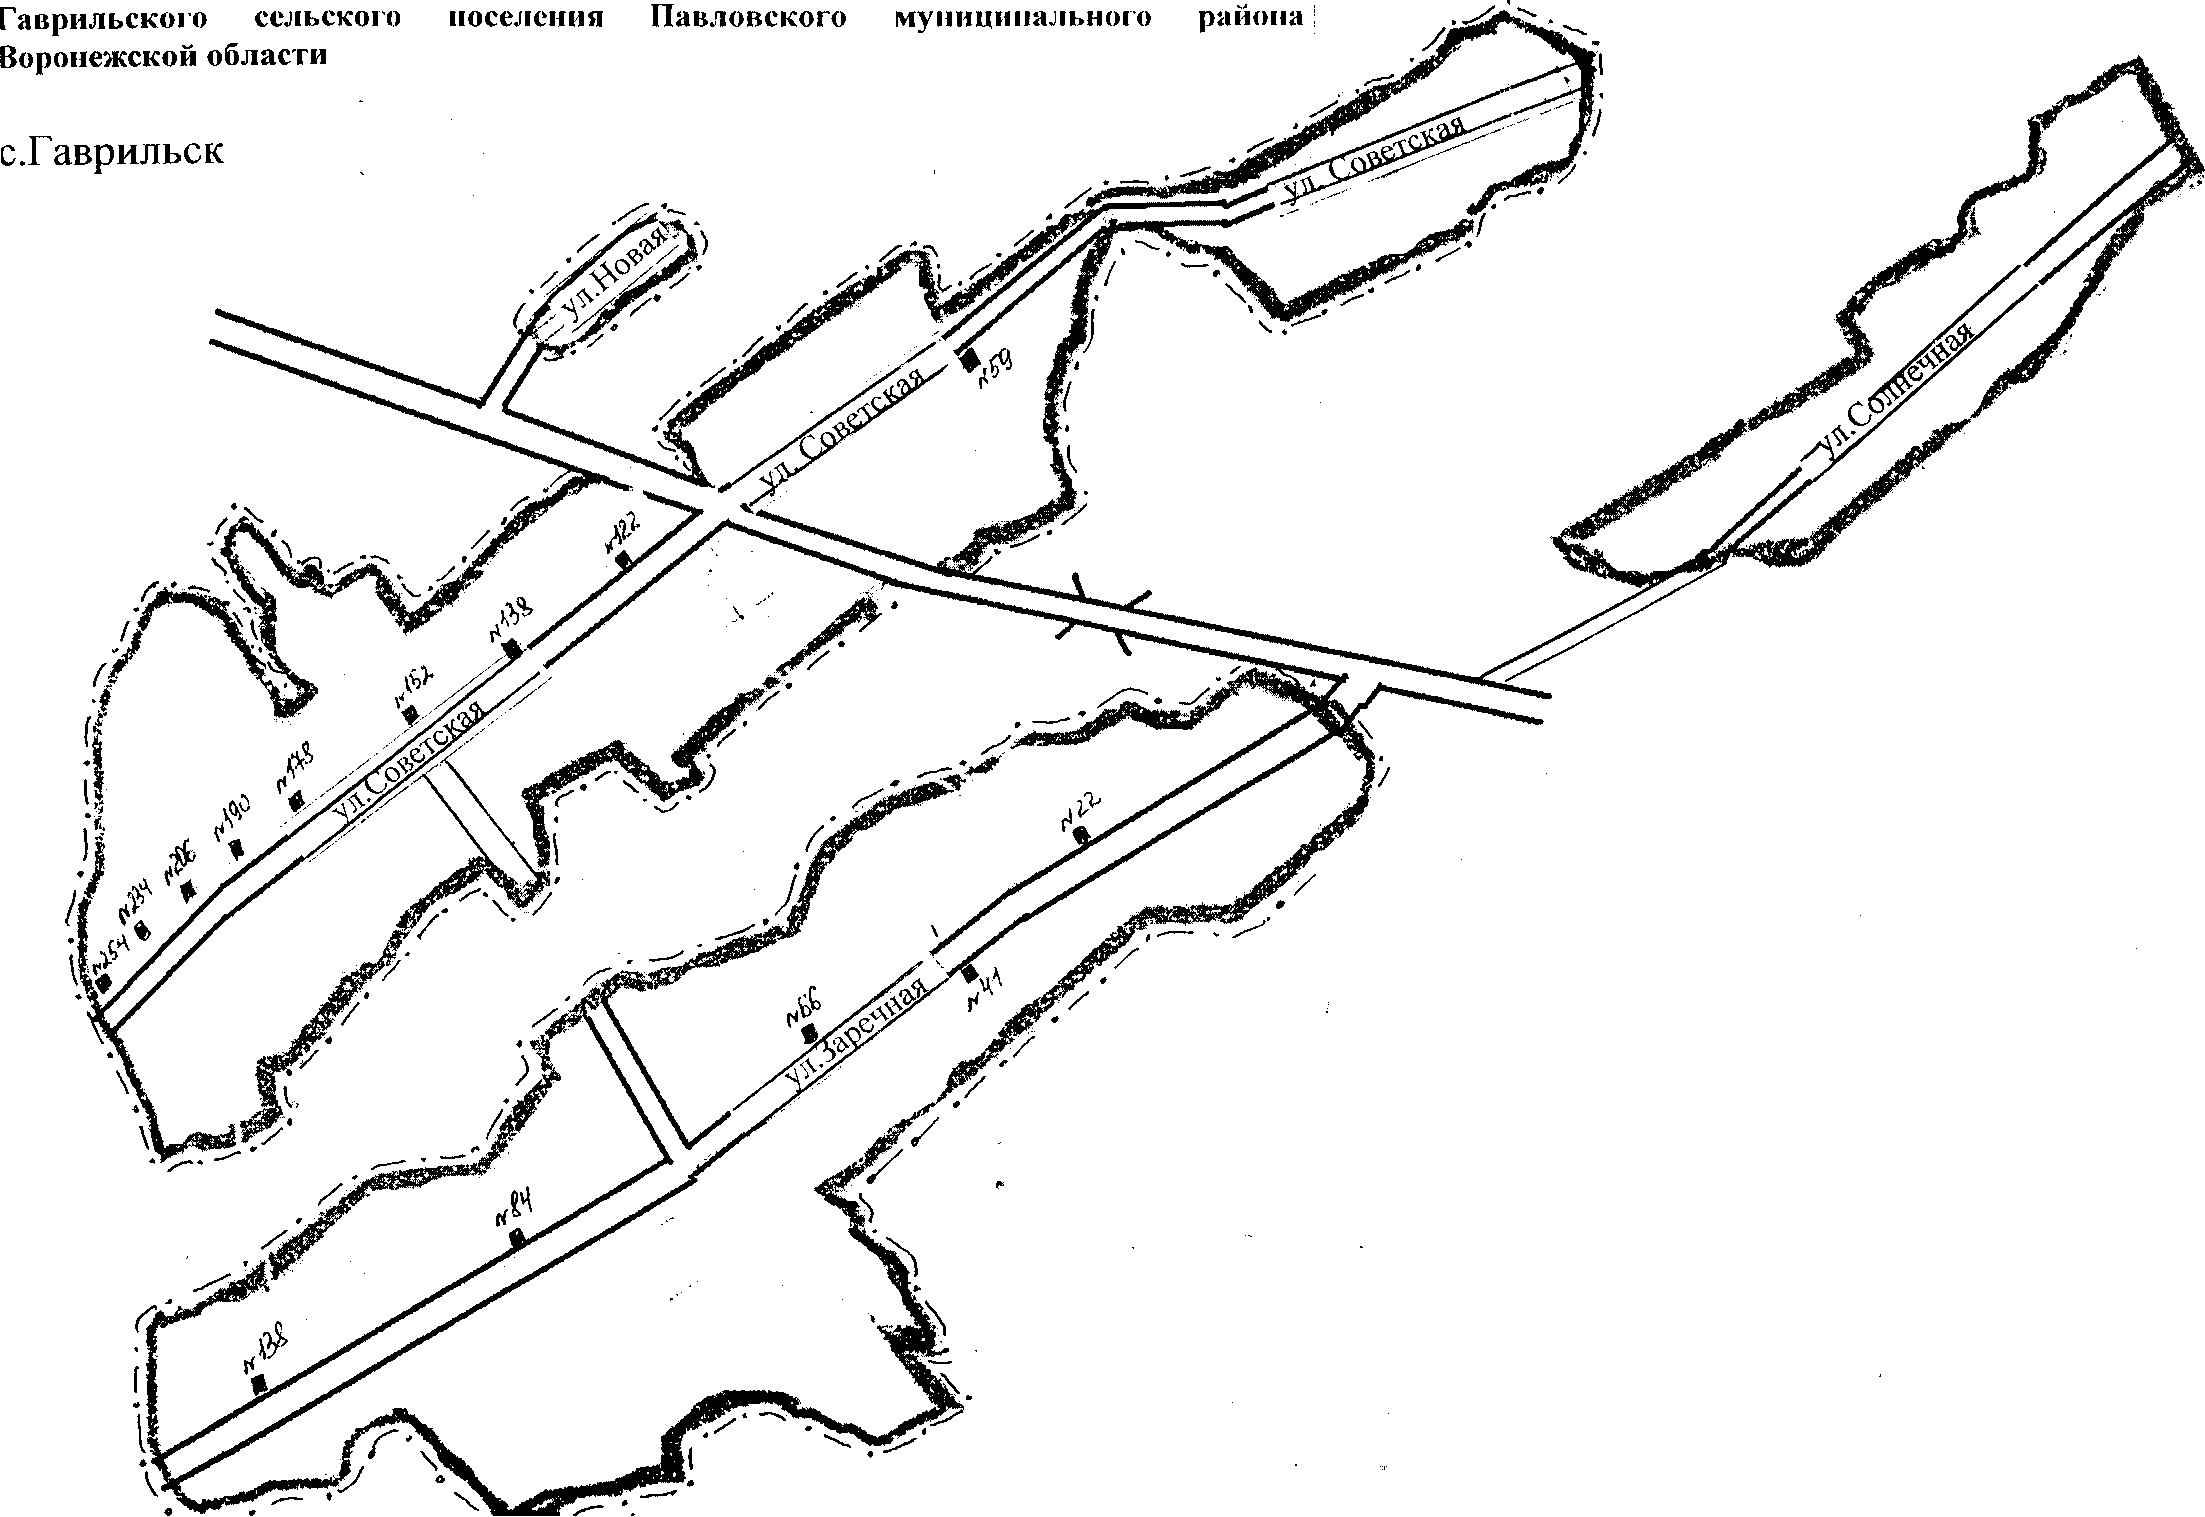 Гаврильского сельского поселения Павловского муниципального района
Воронежской области
с.Гаврильск
ул. Советская
ул.Новая
№59
ул. Советская
ул.Солнечная
№122
№138
№152
ул.Советская
№178
№190
№206
№234
№254
№22
№41
№66
ул.Заречная
№84
№138